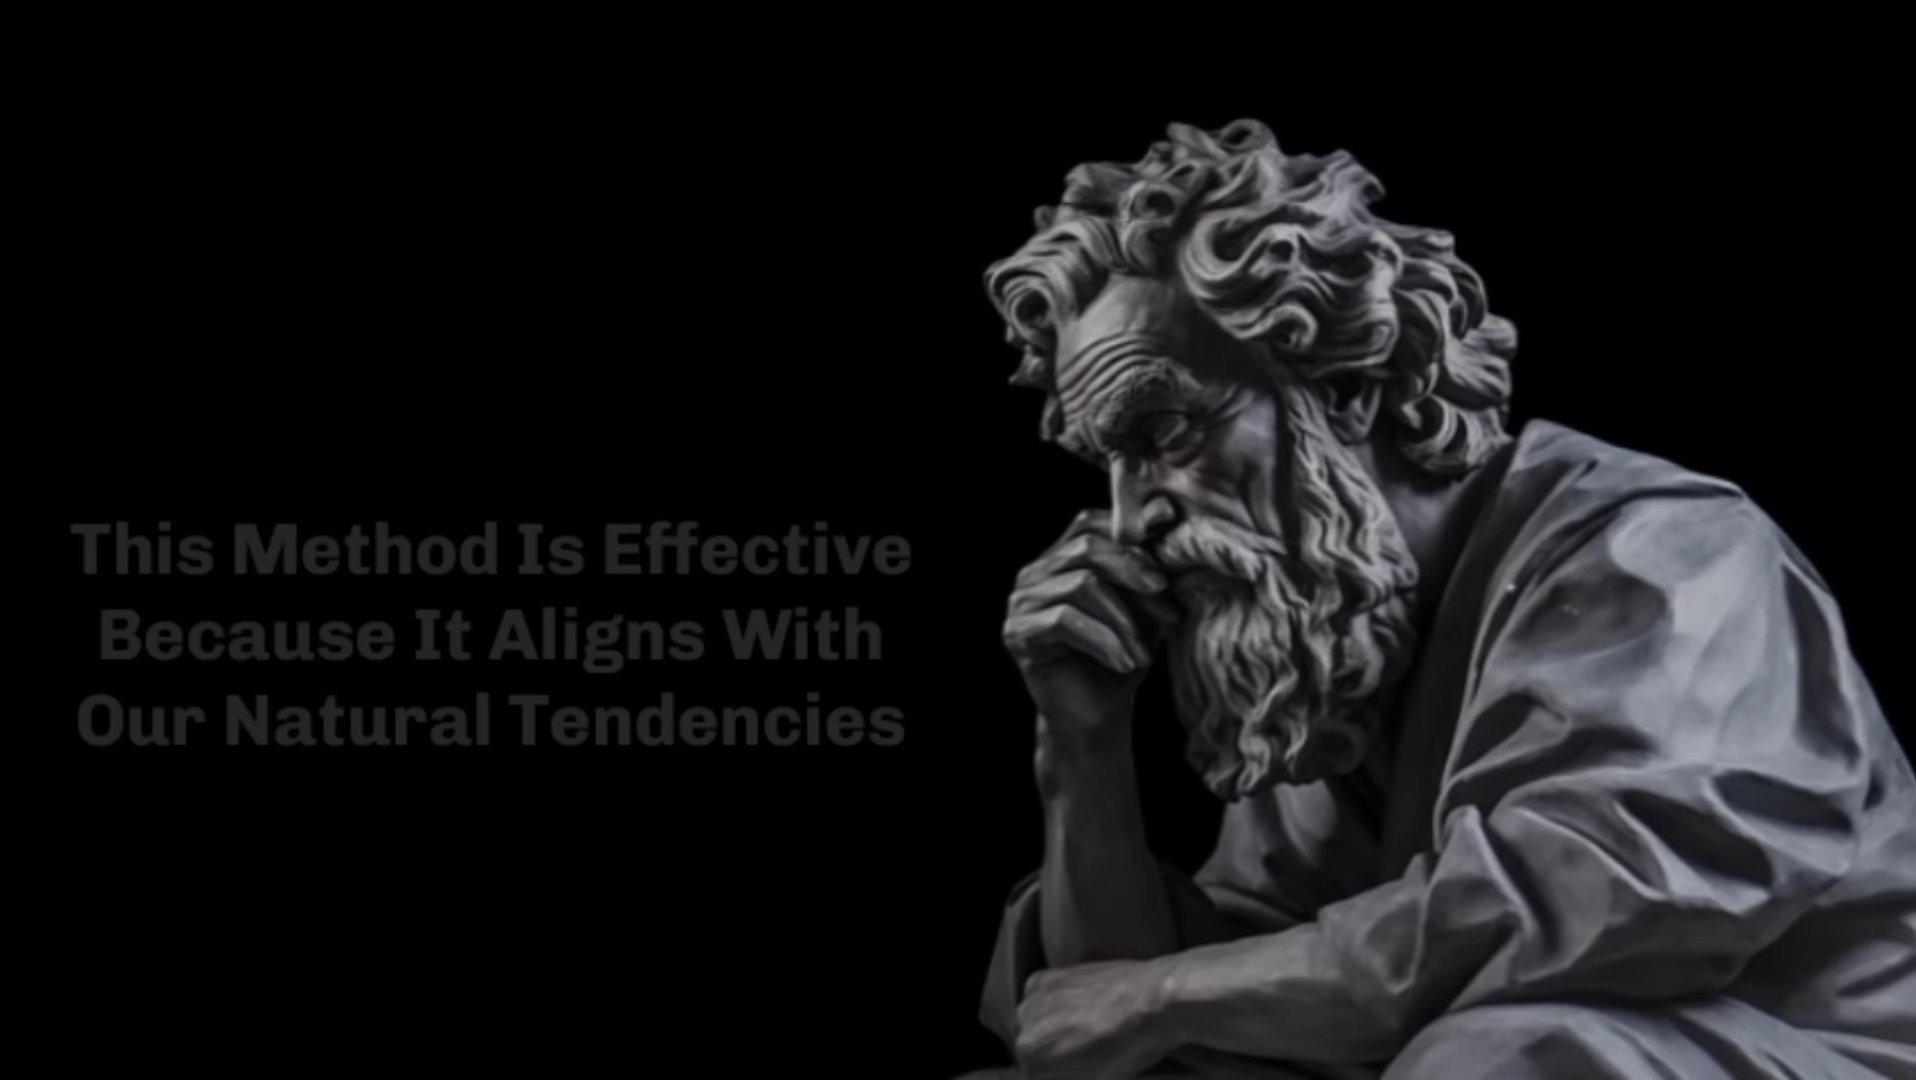 This Method Is Effective
Because It Aligns With
Our Natural Tendencies